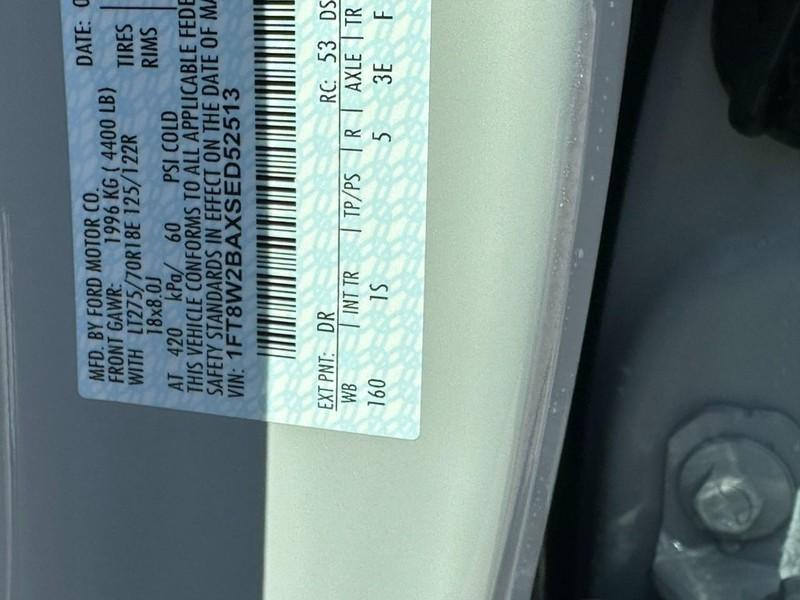 MFD. BY FORD MOTOR CO.
DATE: 0
FRONT GAWR: 1996 KG ( 4400 LB)
WITH LT275/70R18E 125/122R TIRES
18x8.0J RIMS
AT 420 kPa/ 60 PSI COLD
THIS VEHICLE CONFORMS TO ALL APPLICABLE FEDE
SAFETY STANDARDS IN EFFECT ON THE DATE OF MA
VIN: 1FT8W2BAXSED52513
EXT PNT: DR RC: 53 DS
WB | INT TR | TP/PS | R | AXLE | TR
160 1S 5 3E F